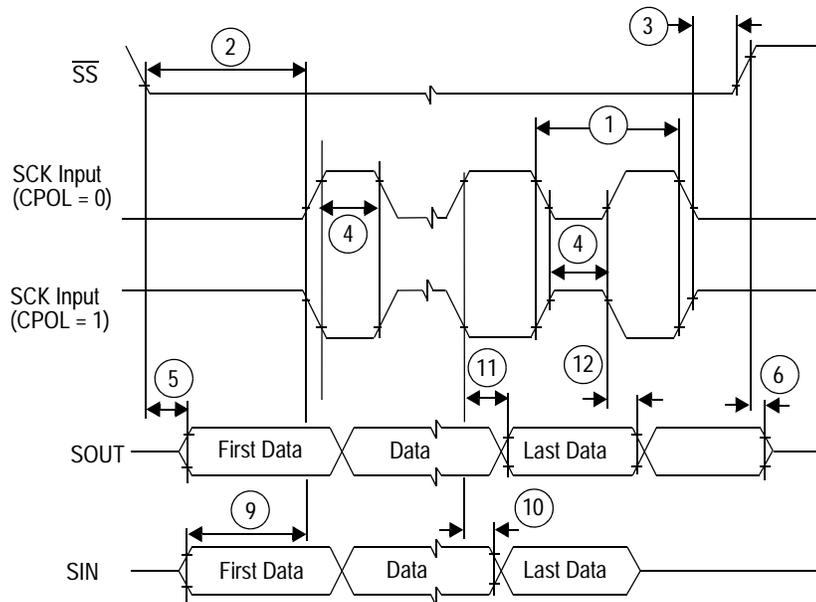 3
2
SS
1
SCK Input
(CPOL = 0)
4
4
SCK Input
(CPOL = 1)
11
12
5
6
SOUT
First Data
Data
Last Data
9
10
SIN
First Data
Data
Last Data